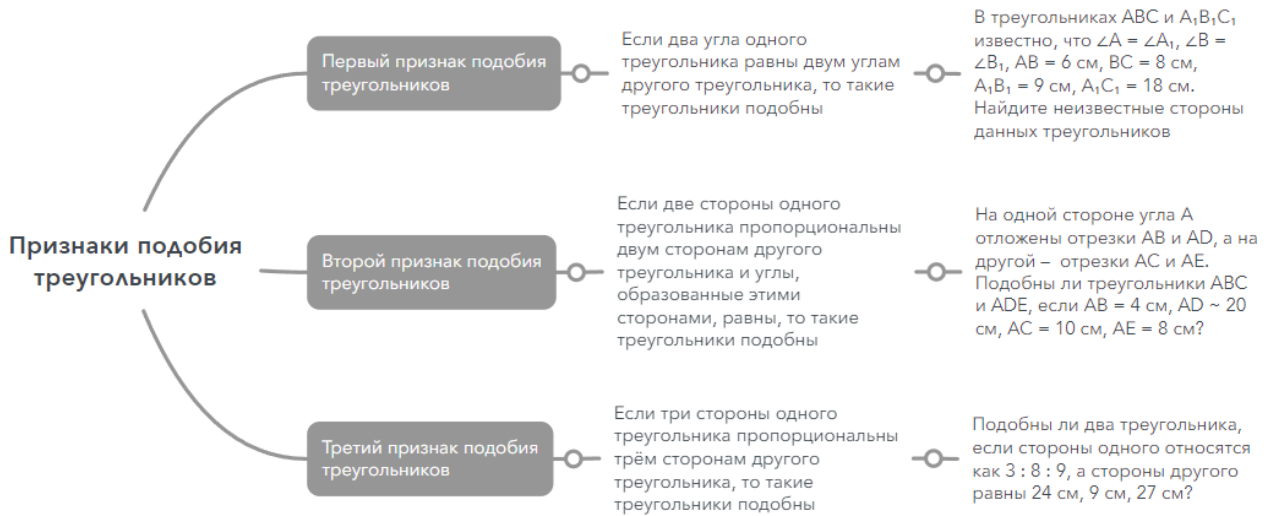 Признаки подобия
треугольников
Первый признак подобия
треугольников
Если два угла одного
треугольника равны двум углам
другого треугольника, то такие
треугольники подобны
В треугольниках ABC и A₁B₁C₁
известно, что ∠A = ∠A₁, ∠B =
∠B₁, AB = 6 см, BC = 8 см,
A₁B₁ = 9 см, A₁C₁ = 18 см.
Найдите неизвестные стороны
данных треугольников
Второй признак подобия
треугольников
Если две стороны одного
треугольника пропорциональны
двум сторонам другого
треугольника и углы,
образованные этими
сторонами, равны, то такие
треугольники подобны
На одной стороне угла A
отложены отрезки AB и AD, а на
другой – отрезки AC и AE.
Подобны ли треугольники ABC
и ADE, если AB = 4 см, AD ~ 20
см, AC = 10 см, AE = 8 см?
Третий признак подобия
треугольников
Если три стороны одного
треугольника пропорциональны
трём сторонам другого
треугольника, то такие
треугольники подобны
Подобны ли два треугольника,
если стороны одного относятся
как 3 : 8 : 9, а стороны другого
равны 24 см, 9 см, 27 см?